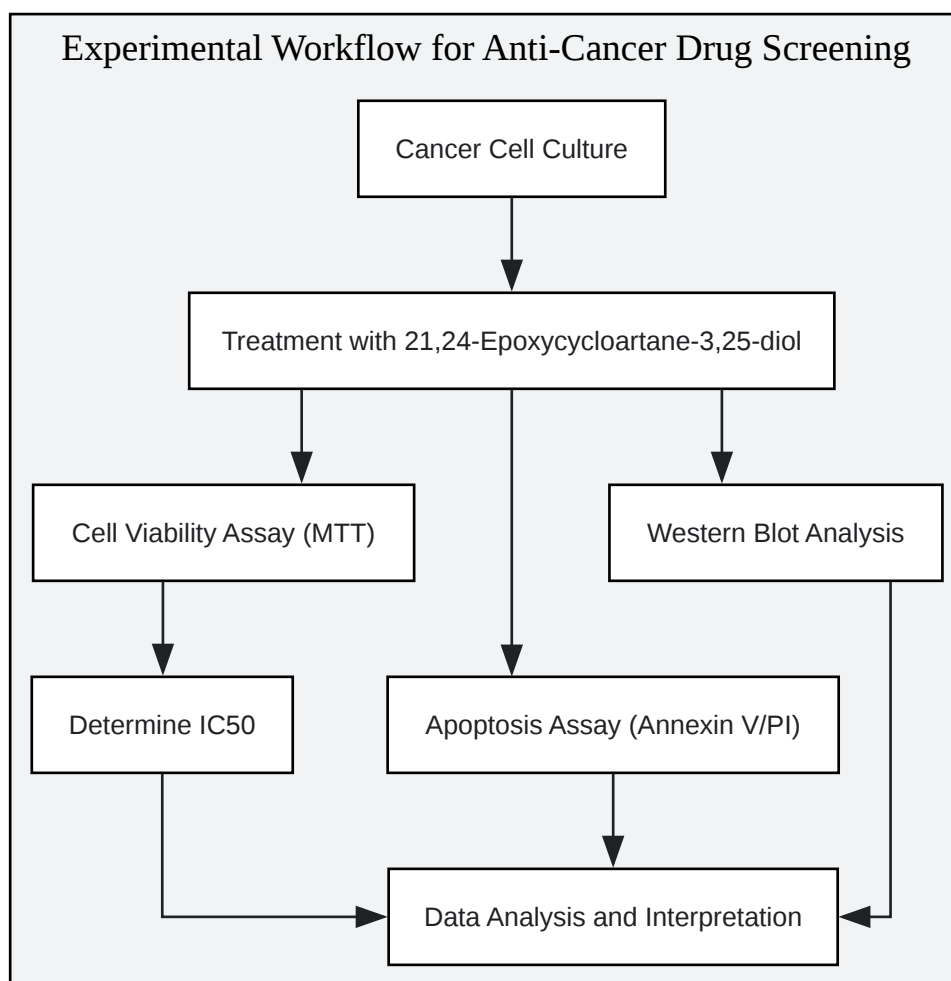 Experimental Workflow for Anti-Cancer Drug Screening
Cancer Cell Culture
Treatment with 21,24-Epoxycycloartane-3,25-diol
Cell Viability Assay (MTT)
Western Blot Analysis
Determine IC50
Apoptosis Assay (Annexin V/PI)
Data Analysis and Interpretation